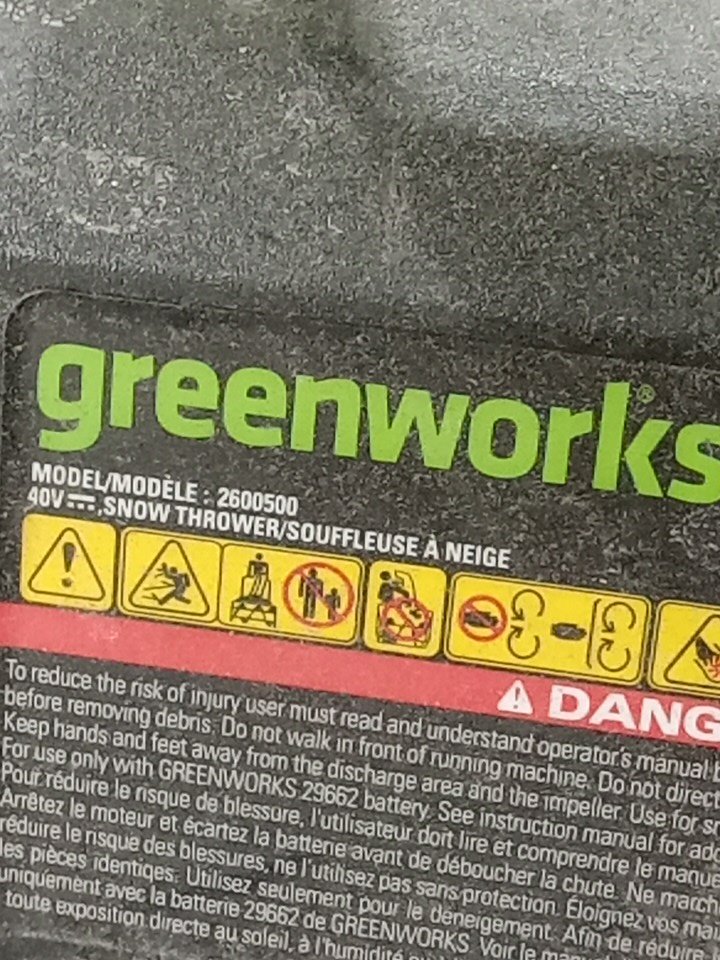 greenworks®
MODEL/MODÈLE : 2600500
40V ⎓,SNOW THROWER/SOUFFLEUSE À NEIGE
DANG
To reduce the risk of injury user must read and understand operator's manual
before removing debris. Do not walk in front of running machine. Do not direct
Keep hands and feet away from the discharge area and the impeller. Use for
For use only with GREENWORKS 29662 battery. See instruction manual for
Pour réduire le risque de blessure, l'utilisateur doit lire et comprendre le manue
Arrêtez le moteur et écartez la batterie avant de déboucher la chute. Ne march
réduire le risque des blessures, ne l'utilisez pas sans protection. Éloignez vos mai
les pièces identiqes. Utilisez seulement pour le déneigement. Afin de réduire
uniquement avec la batterie 29662 de GREENWORKS. Voir le
toute exposition directe au soleil, à l'humidité